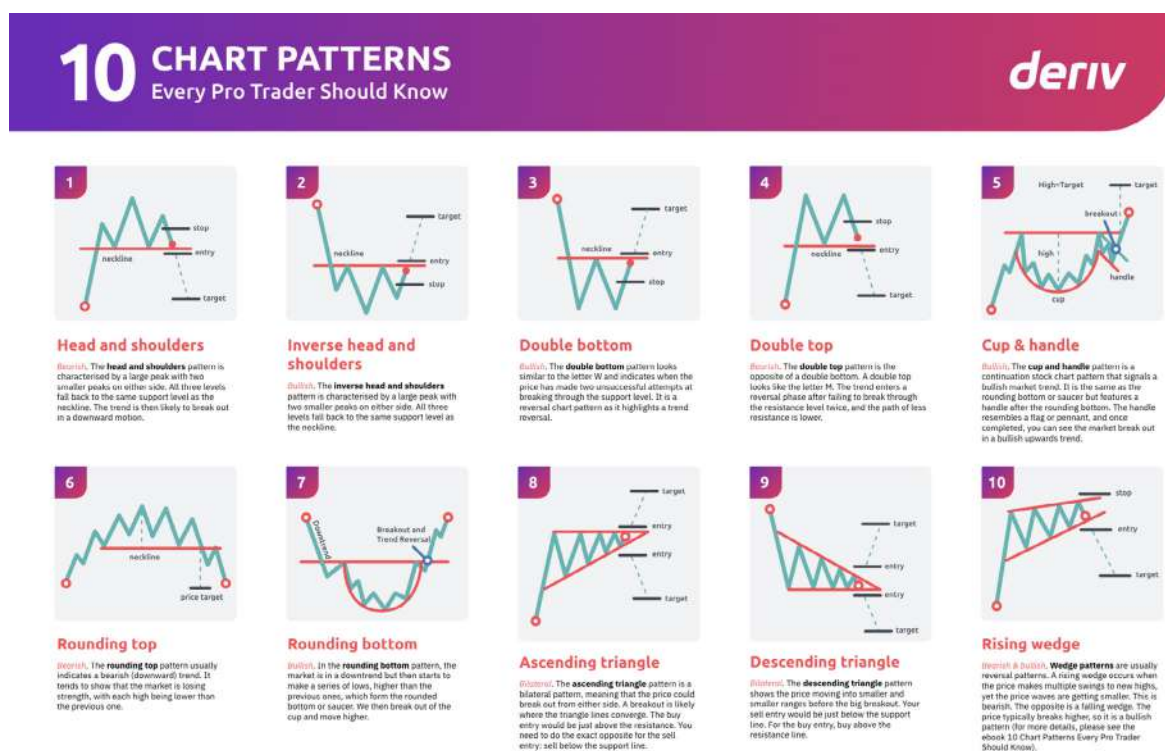 10 CHART PATTERNS
Every Pro Trader Should Know
deriv
1
stop
neckline
entry
target
Head and shoulders
Bearish. The head and shoulders pattern is
characterised by a large peak with two
smaller peaks on either side. All three levels
fall back to the same support level as the
neckline. The trend is then likely to break out
in a downward motion.
2
target
neckline
entry
stop
Inverse head and
shoulders
Bullish. The inverse head and shoulders
pattern is characterised by a large peak with
two smaller peaks on either side. All three
levels fall back to the same support level as
the neckline.
3
target
neckline
entry
stop
Double bottom
Bullish. The double bottom pattern looks
similar to the letter W and indicates when the
price has made two unsuccessful attempts at
breaking through the support level. It is a
reversal chart pattern as it highlights a trend
reversal.
4
stop
neckline
entry
target
Double top
Bearish. The double top pattern is the
opposite of a double bottom. A double top
looks like the letter M. The trend enters a
reversal phase after failing to break through
the resistance level twice, and the path of less
resistance is lower.
5
High=Target
target
breakout
high
handle
cup
Cup & handle
Bullish. The cup and handle pattern is a
continuation stock chart pattern that signals a
bullish market trend. It is the same as the
rounding bottom or saucer but features a
handle after the rounding bottom. The handle
resembles a flag or pennant, and once
completed, you can see the market break out
in a bullish upwards trend.
6
neckline
price target
Rounding top
Bearish. The rounding top pattern usually
indicates a bearish (downward) trend. It
tends to show that the market is losing
strength, with each high being lower than
the previous one.
7
Downtrend
Breakout and
Trend Reversal
Rounding bottom
Bullish. In the rounding bottom pattern, the
market is in a downtrend but then starts to
make a series of lows, higher than the
previous ones, which form the rounded
bottom or saucer. We then break out of the
cup and move higher.
8
target
entry
entry
target
Ascending triangle
Bilateral. The ascending triangle pattern is a
bilateral pattern, meaning that the price could
break out from either side. A breakout is likely
where the triangle lines converge. The buy
entry would be just above the resistance. You
need to do the exact opposite for the sell
entry: sell below the support line.
9
target
entry
entry
target
Descending triangle
Bilateral. The descending triangle pattern
shows the price moving into smaller and
smaller ranges before the big breakout. Your
sell entry would be just below the support
line. For the buy entry, buy above the
resistance line.
10
stop
entry
target
Rising wedge
Bearish & bullish. Wedge patterns are usually
reversal patterns. A rising wedge occurs when
the price makes multiple swings to new highs,
yet the price waves are getting smaller. This is
bearish. The opposite is a falling wedge. The
price typically breaks higher, so it is a bullish
pattern (for more details, please see the
ebook 10 Chart Patterns Every Pro Trader
Should Know).